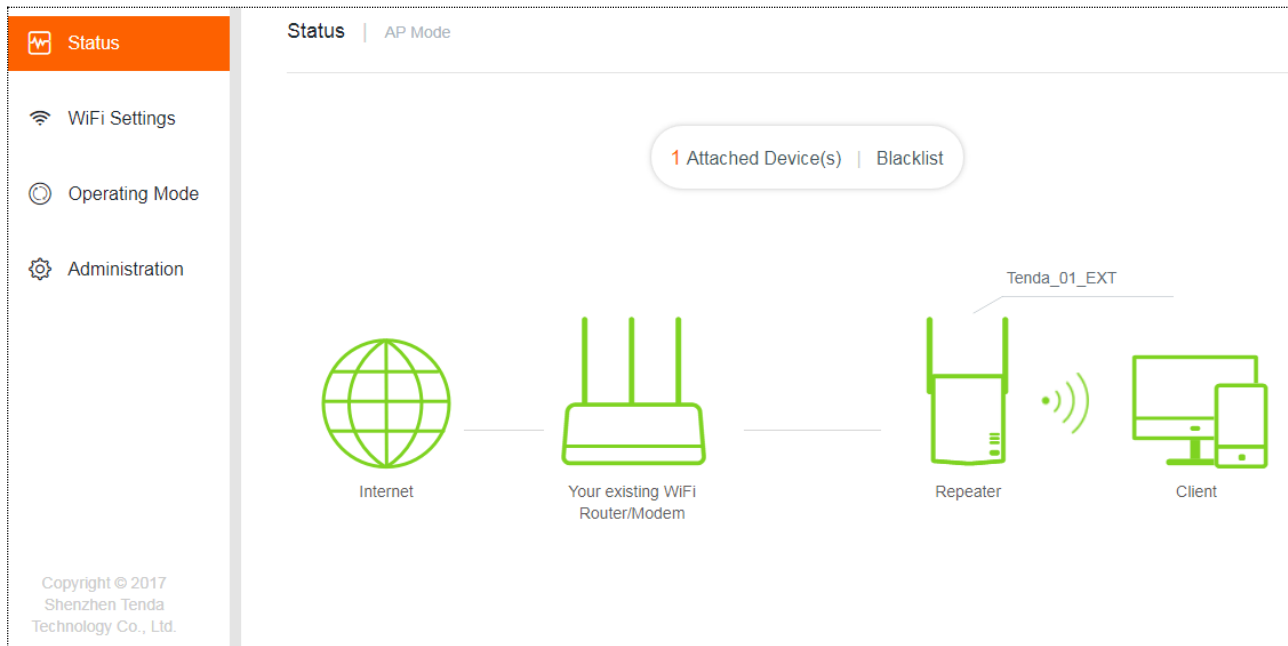 Status
Status | AP Mode
WiFi Settings
1 Attached Device(s) | Blacklist
Operating Mode
Administration
Tenda_01_EXT
Internet
Your existing WiFi
Router/Modem
Repeater
Client
Copyright © 2017
Shenzhen Tenda
Technology Co., Ltd.